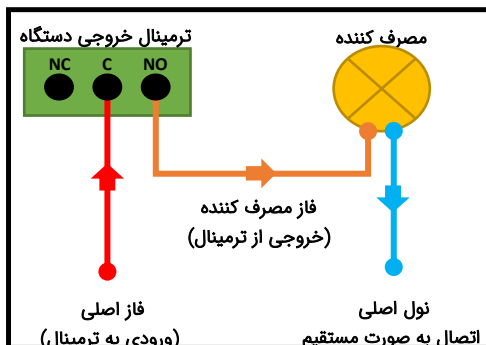 ترمینال خروجی دستگاه
مصرف کننده
NC C NO
فاز مصرف کننده
(خروجی از ترمینال)
فاز اصلی
(ورودی به ترمینال)
نول اصلی
اتصال به صورت مستقیم